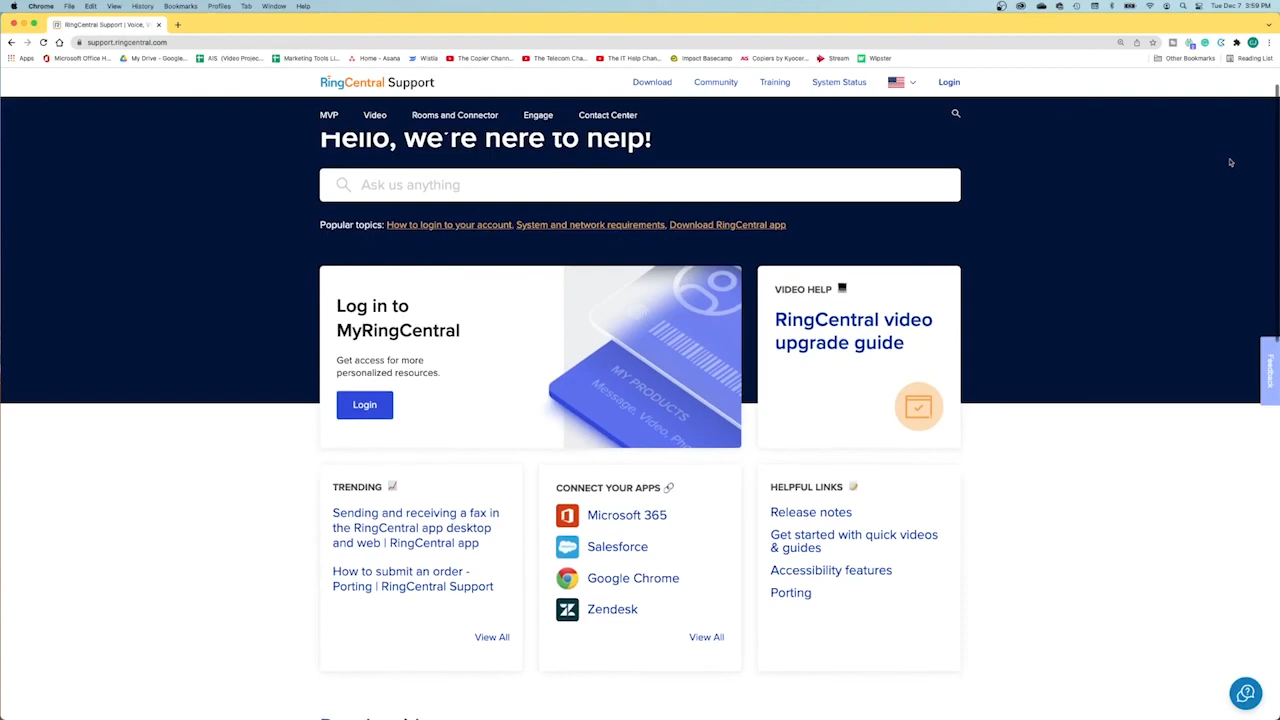 Chrome File Edit View History Bookmarks Profiles Tab Window Help Tue Dec 7 3:59 PM
RingCentral Support | Voice, V
support.ringcentral.com
Apps Microsoft Office H... My Drive - Google... AIS (Video Projec... Marketing Tools Li... Home - Asana Watia The Copier Chann... The Telecom Cha... The IT Help Chan... Impact Basecamp Copiers by Kyocer... Stream Wipster Other Bookmarks Reading List
RingCentral Support Download Community Training System Status Login
MVP Video Rooms and Connector Engage Contact Center
Hello, we're here to help!
Ask us anything
Popular topics: How to login to your account, System and network requirements, Download RingCentral app
Log in to
MyRingCentral
Get access for more
personalized resources.
Login
MY PRODUCTS
Message, Video, Pho
VIDEO HELP
RingCentral video
upgrade guide
Feedback
TRENDING
Sending and receiving a fax in
the RingCentral app desktop
and web | RingCentral app
How to submit an order -
Porting | RingCentral Support
View All
CONNECT YOUR APPS
Microsoft 365
Salesforce
Google Chrome
Zendesk
View All
HELPFUL LINKS
Release notes
Get started with quick videos
& guides
Accessibility features
Porting